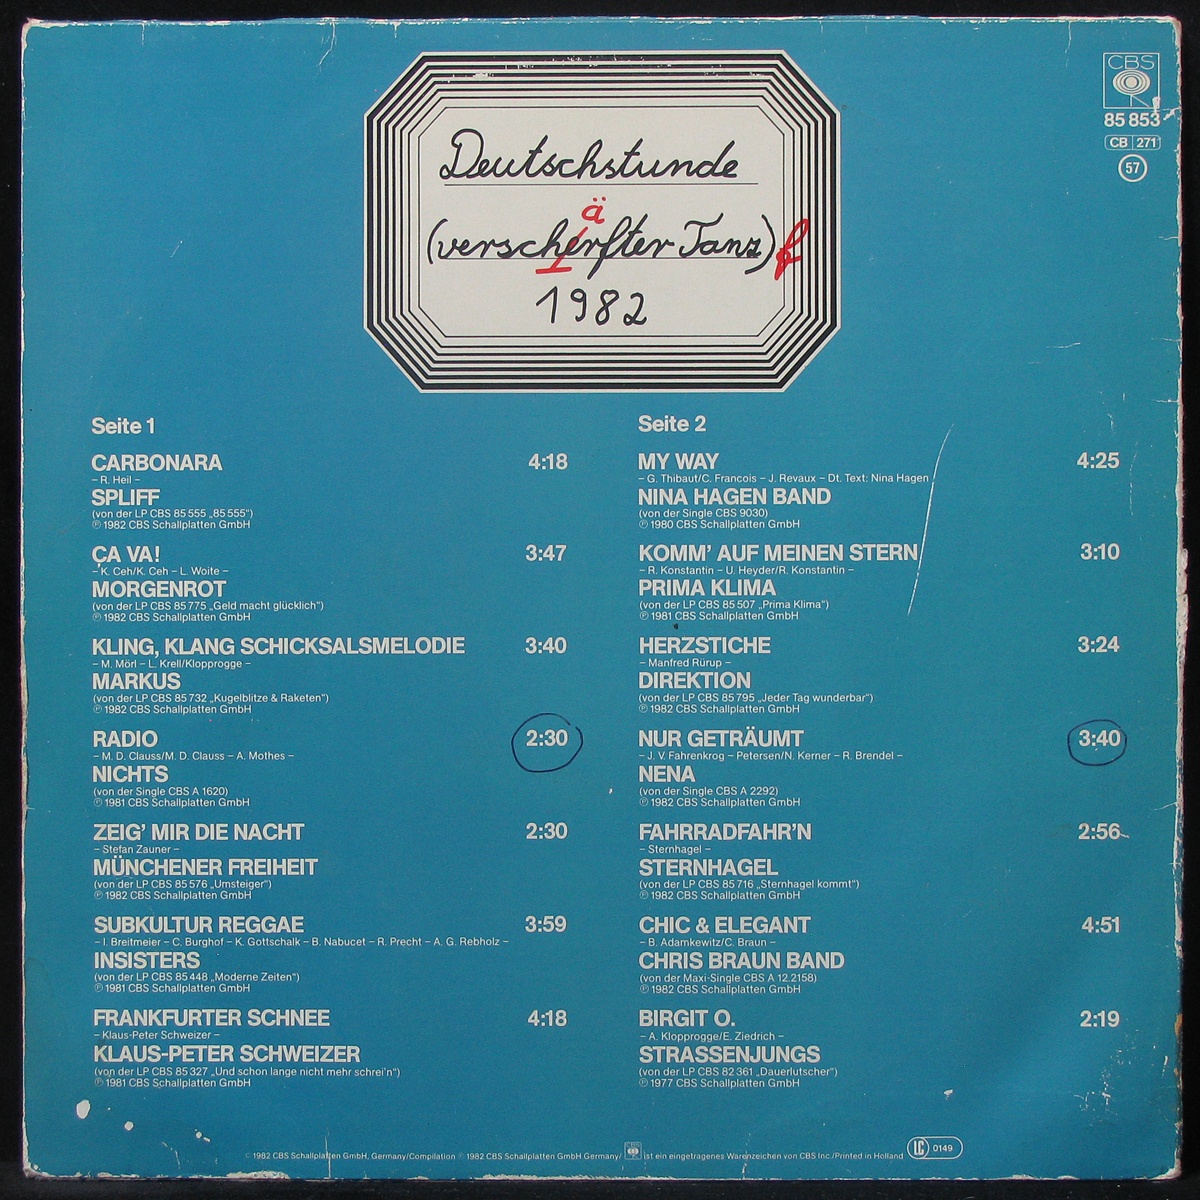 CBS
85 853
CB 271
57
Deutschstunde
ä
(verscherfter Tanz) f
1982
Seite 1
CARBONARA 4:18
– R. Heil –
SPLIFF
(von der LP CBS 85 555 „85 555“)
℗ 1982 CBS Schallplatten GmbH
ÇA VA! 3:47
– K. Ceh/K. Ceh – L. Woite –
MORGENROT
(von der LP CBS 85 775 „Geld macht glücklich“)
℗ 1982 CBS Schallplatten GmbH
KLING, KLANG SCHICKSALSMELODIE 3:40
– M. Mörl – L. Krell/Klopprogge –
MARKUS
(von der LP CBS 85 732 „Kugelblitze & Raketen“)
℗ 1982 CBS Schallplatten GmbH
RADIO 2:30
– M. D. Clauss/M. D. Clauss – A. Mothes –
NICHTS
(von der Single CBS A 1620)
℗ 1981 CBS Schallplatten GmbH
ZEIG' MIR DIE NACHT 2:30
– Stefan Zauner –
MÜNCHENER FREIHEIT
(von der LP CBS 85 576 „Umsteiger“)
℗ 1982 CBS Schallplatten GmbH
SUBKULTUR REGGAE 3:59
– I. Breitmeier – C. Burghof – K. Gottschalk – B. Nabucet – R. Precht – A. G. Rebholz –
INSISTERS
(von der LP CBS 85 448 „Moderne Zeiten“)
℗ 1981 CBS Schallplatten GmbH
FRANKFURTER SCHNEE 4:18
– Klaus-Peter Schweizer –
KLAUS-PETER SCHWEIZER
(von der LP CBS 85 327 „Und schon lange nicht mehr schrei'n“)
℗ 1981 CBS Schallplatten GmbH
Seite 2
MY WAY 4:25
– G. Thibaut/C. Francois – J. Revaux – Dt. Text: Nina Hagen
NINA HAGEN BAND
(von der Single CBS 9030)
℗ 1980 CBS Schallplatten GmbH
KOMM' AUF MEINEN STERN 3:10
– R. Konstantin – U. Heyder/R. Konstantin –
PRIMA KLIMA
(von der LP CBS 85 507 „Prima Klima“)
℗ 1981 CBS Schallplatten GmbH
HERZSTICHE 3:24
– Manfred Rürup –
DIREKTION
(von der LP CBS 85 795 „Jeder Tag wunderbar“)
℗ 1982 CBS Schallplatten GmbH
NUR GETRÄUMT 3:40
– J. V. Fahrenkrog – Petersen/N. Kerner – R. Brendel –
NENA
(von der Single CBS A 2292)
℗ 1982 CBS Schallplatten GmbH
FAHRRADFAHR'N 2:56
– Sternhagel –
STERNHAGEL
(von der LP CBS 85 716 „Sternhagel kommt“)
℗ 1982 CBS Schallplatten GmbH
CHIC & ELEGANT 4:51
– B. Adamkewitz/C. Braun –
CHRIS BRAUN BAND
(von der Maxi-Single CBS A 12.2158)
℗ 1982 CBS Schallplatten GmbH
BIRGIT O. 2:19
– A. Klopprogge/E. Ziedrich –
STRASSENJUNGS
(von der LP CBS 82 361 „Dauerlutscher“)
℗ 1977 CBS Schallplatten GmbH
© 1982 CBS Schallplatten GmbH, Germany/Compilation ℗ 1982 CBS Schallplatten GmbH Germany/ CBS ist ein eingetragenes Warenzeichen von CBS Inc./Printed in Holland LC 0149